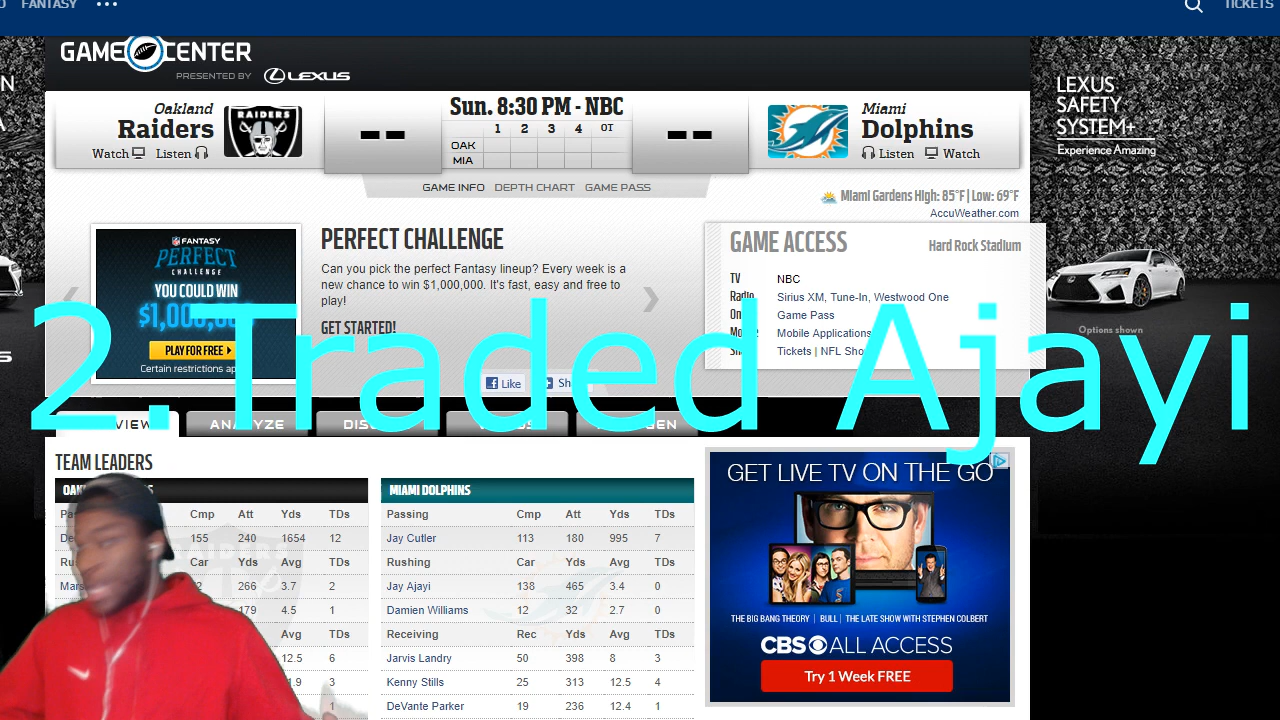 FANTASY
TICKETS
GAME CENTER
PRESENTED BY LEXUS
Oakland
Raiders
Watch Listen
RAIDERS
Sun. 8:30 PM - NBC
1 2 3 4 OT
OAK
MIA
-- --
Miami
Dolphins
Listen Watch
GAME INFO DEPTH CHART GAME PASS
Miami Gardens High: 85°F | Low: 69°F
AccuWeather.com
LEXUS
SAFETY
SYSTEM+
Experience Amazing
Options shown
NFL FANTASY
PERFECT
CHALLENGE
YOU COULD WIN
PLAY FOR FREE
Certain restrictions
PERFECT CHALLENGE
Can you pick the perfect Fantasy lineup? Every week is a
new chance to win $1,000,000. It's fast, easy and free to
play!
GET STARTED!
Like
GAME ACCESS
Hard Rock Stadium
TV NBC
Radio Sirius XM, Tune-In, Westwood One
Game Pass
Mobile Applications
Tickets | NFL Shop
2.Traded Ajayi
ANALYZE
TEAM LEADERS
Cmp Att Yds TDs
155 240 1654 12
Car Yds Avg TDs
266 3.7 2
179 4.5 1
Avg TDs
12.5 6
3
1
MIAMI DOLPHINS
Passing Cmp Att Yds TDs
Jay Cutler 113 180 995 7
Rushing Car Yds Avg TDs
Jay Ajayi 138 465 3.4 0
Damien Williams 12 32 2.7 0
Receiving Rec Yds Avg TDs
Jarvis Landry 50 398 8 3
Kenny Stills 25 313 12.5 4
DeVante Parker 19 236 12.4 1
GET LIVE TV ON THE GO
THE BIG BANG THEORY | BULL | THE LATE SHOW WITH STEPHEN COLBERT
CBS ALL ACCESS
Try 1 Week FREE